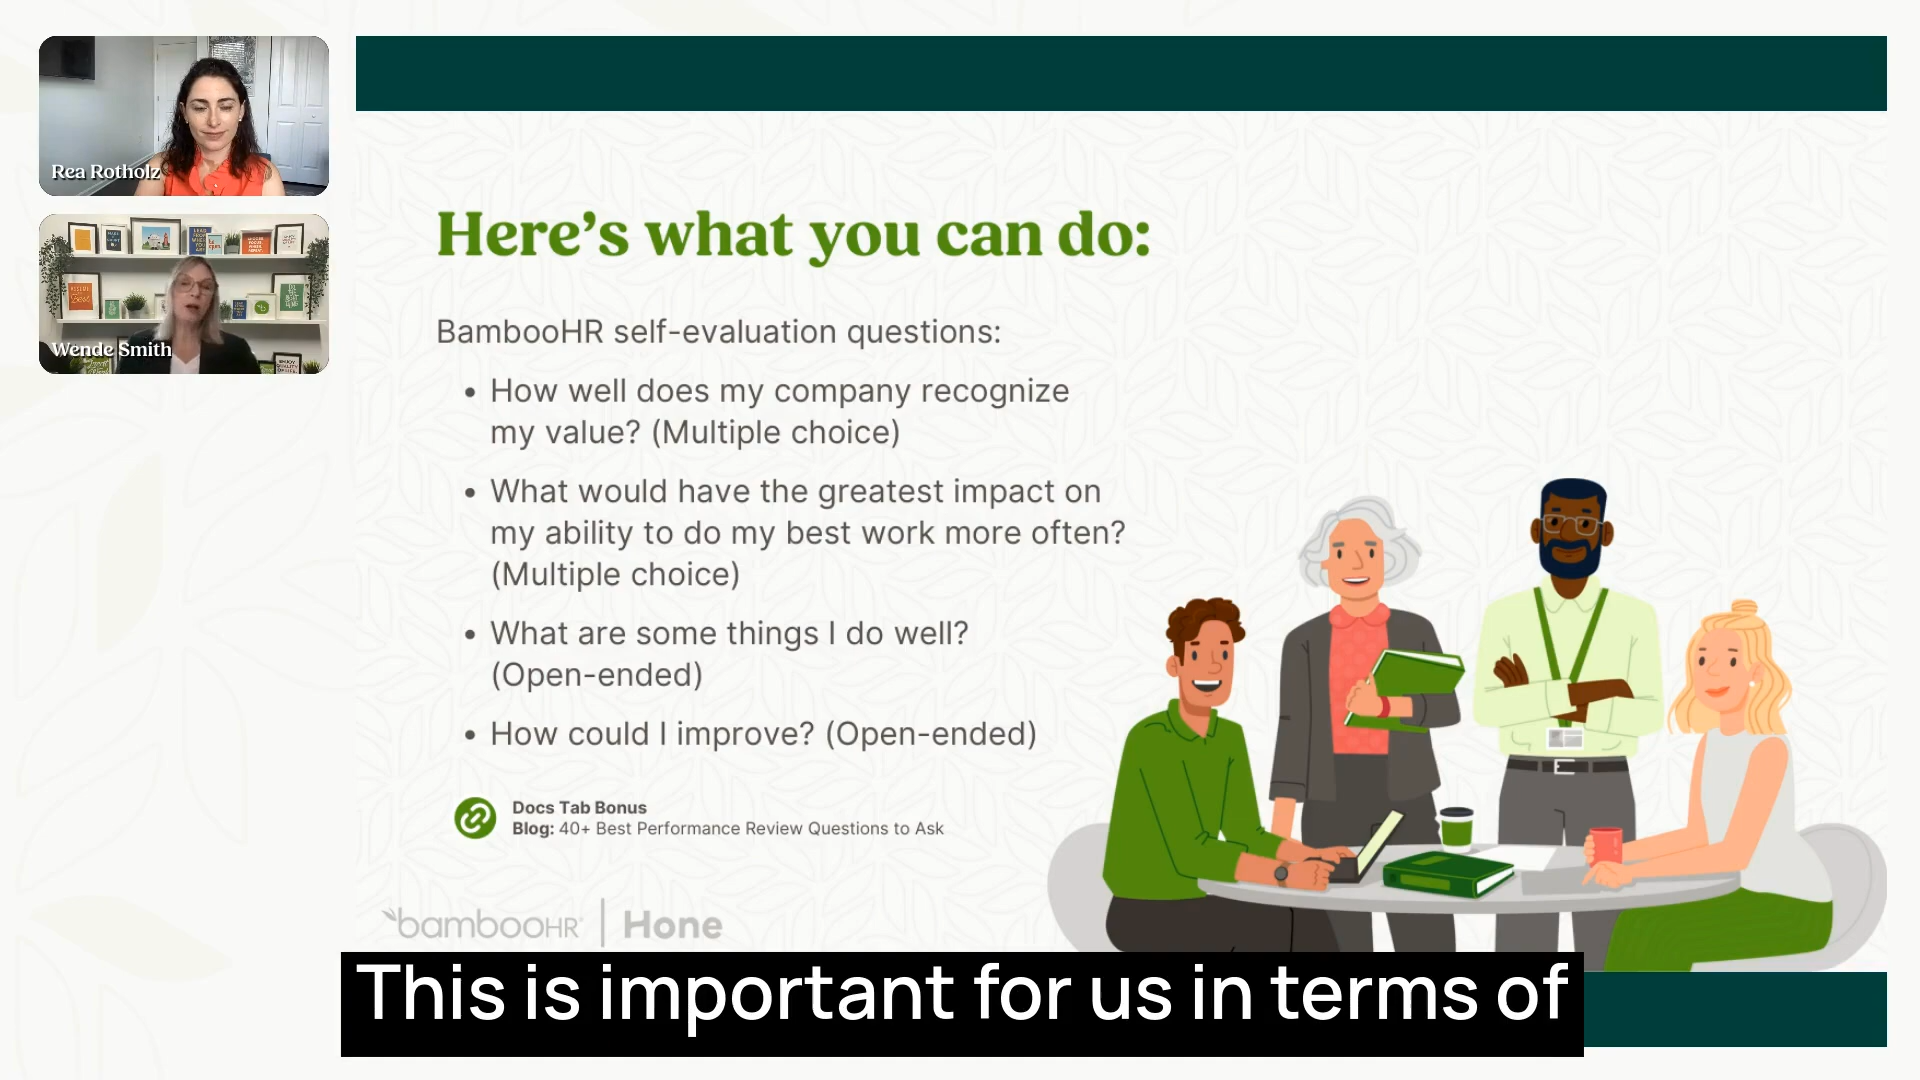 Rea Rotholz
Wende Smith
Here's what you can do:
BambooHR self-evaluation questions:
• How well does my company recognize
my value? (Multiple choice)
• What would have the greatest impact on
my ability to do my best work more often?
(Multiple choice)
• What are some things I do well?
(Open-ended)
• How could I improve? (Open-ended)
Docs Tab Bonus
Blog: 40+ Best Performance Review Questions to Ask
bambooHR | Hone
This is important for us in terms of